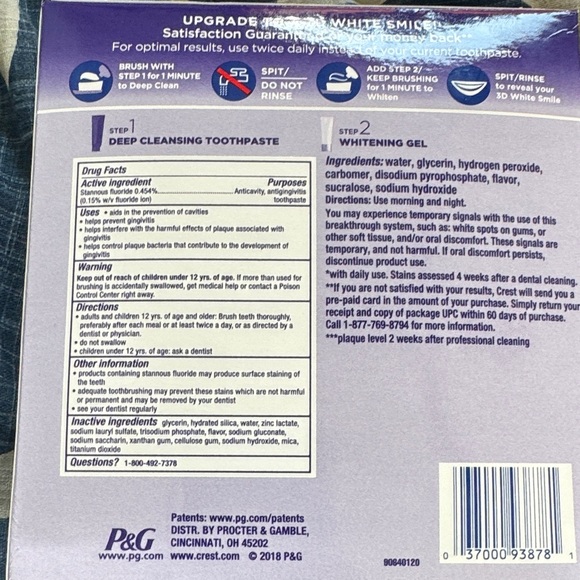 UPGRADE TO 3D WHITE SMILE!
Satisfaction Guaranteed or your money back**
For optimal results, use twice daily instead of your current toothpaste.
BRUSH WITH
STEP 1 for 1 MINUTE
to Deep Clean
SPIT/
DO NOT
RINSE
ADD STEP 2/
KEEP BRUSHING
for 1 MINUTE to
Whiten
SPIT/RINSE
to reveal your
3D White Smile
STEP 1
DEEP CLEANSING TOOTHPASTE
Drug Facts
Active ingredient Purposes
Stannous fluoride 0.454% Anticavity, antigingivitis
(0.15% w/v fluoride ion) toothpaste
Uses • aids in the prevention of cavities
• helps prevent gingivitis
• helps interfere with the harmful effects of plaque associated with
gingivitis
• helps control plaque bacteria that contribute to the development of
gingivitis
Warning
Keep out of reach of children under 12 yrs. of age. If more than used for
brushing is accidentally swallowed, get medical help or contact a Poison
Control Center right away.
Directions
• adults and children 12 yrs. of age and older: Brush teeth thoroughly,
preferably after each meal or at least twice a day, or as directed by a
dentist or physician.
• do not swallow
• children under 12 yrs. of age: ask a dentist
Other information
• products containing stannous fluoride may produce surface staining of
the teeth
• adequate toothbrushing may prevent these stains which are not harmful
or permanent and may be removed by your dentist
• see your dentist regularly
Inactive ingredients glycerin, hydrated silica, water, zinc lactate,
sodium lauryl sulfate, trisodium phosphate, flavor, sodium gluconate,
sodium saccharin, xanthan gum, cellulose gum, sodium hydroxide, mica,
titanium dioxide
Questions? 1-800-492-7378
STEP 2
WHITENING GEL
Ingredients: water, glycerin, hydrogen peroxide,
carbomer, disodium pyrophosphate, flavor,
sucralose, sodium hydroxide
Directions: Use morning and night.
You may experience temporary signals with the use of this
breakthrough system, such as: white spots on gums, or
other soft tissue, and/or oral discomfort. These signals are
temporary, and not harmful. If oral discomfort persists,
discontinue product use.
*with daily use. Stains assessed 4 weeks after a dental cleaning.
**If you are not satisfied with your results, Crest will send you a
pre-paid card in the amount of your purchase. Simply return your
receipt and copy of package UPC within 60 days of purchase.
Call 1-877-769-8794 for more information.
***plaque level 2 weeks after professional cleaning
P&G
www.pg.com
Patents: www.pg.com/patents
DISTR. BY PROCTER & GAMBLE,
CINCINNATI, OH 45202
www.crest.com © 2018 P&G
90640120
0 37000 93878 1